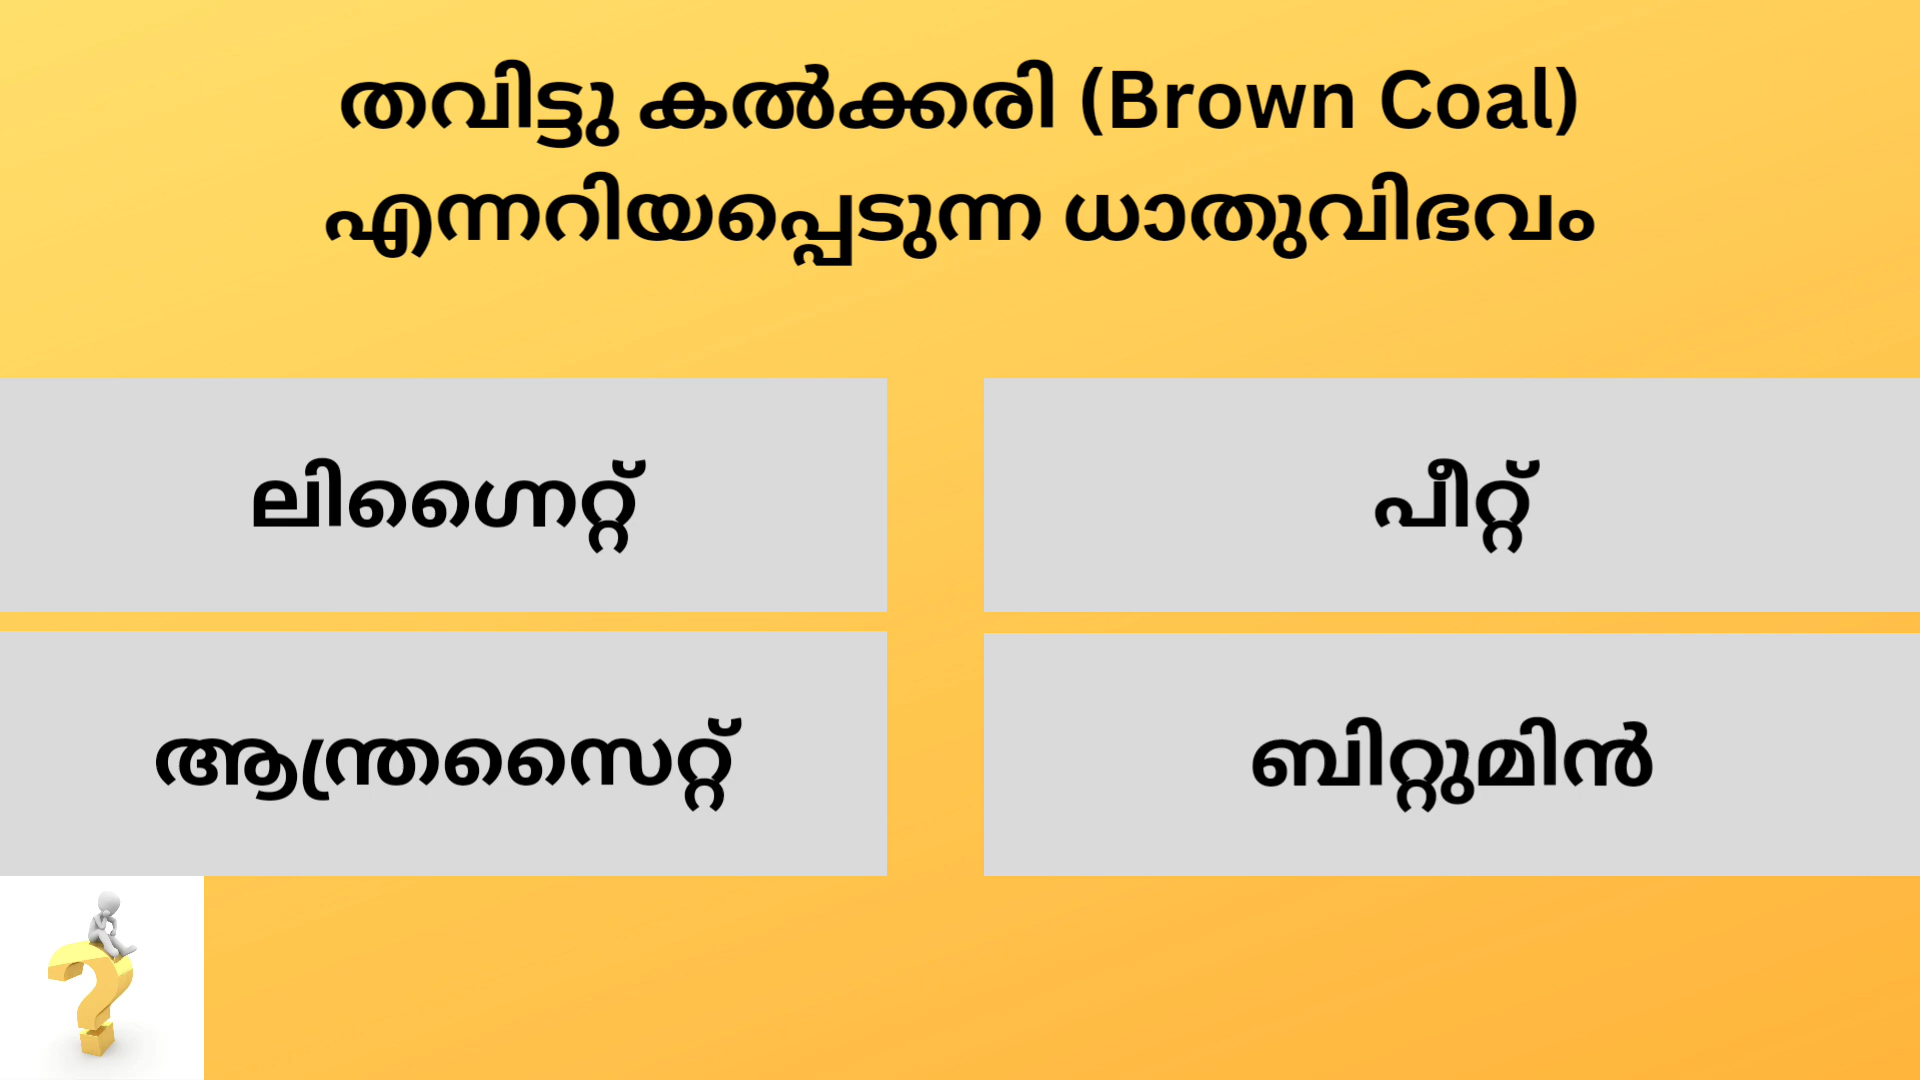 തവിട്ടു കൽക്കരി (Brown Coal)
എന്നറിയപ്പെടുന്ന ധാതുവിഭവം
ലിഗ്നൈറ്റ്
പീറ്റ്
ആന്ത്രസൈറ്റ്
ബിറ്റുമിൻ